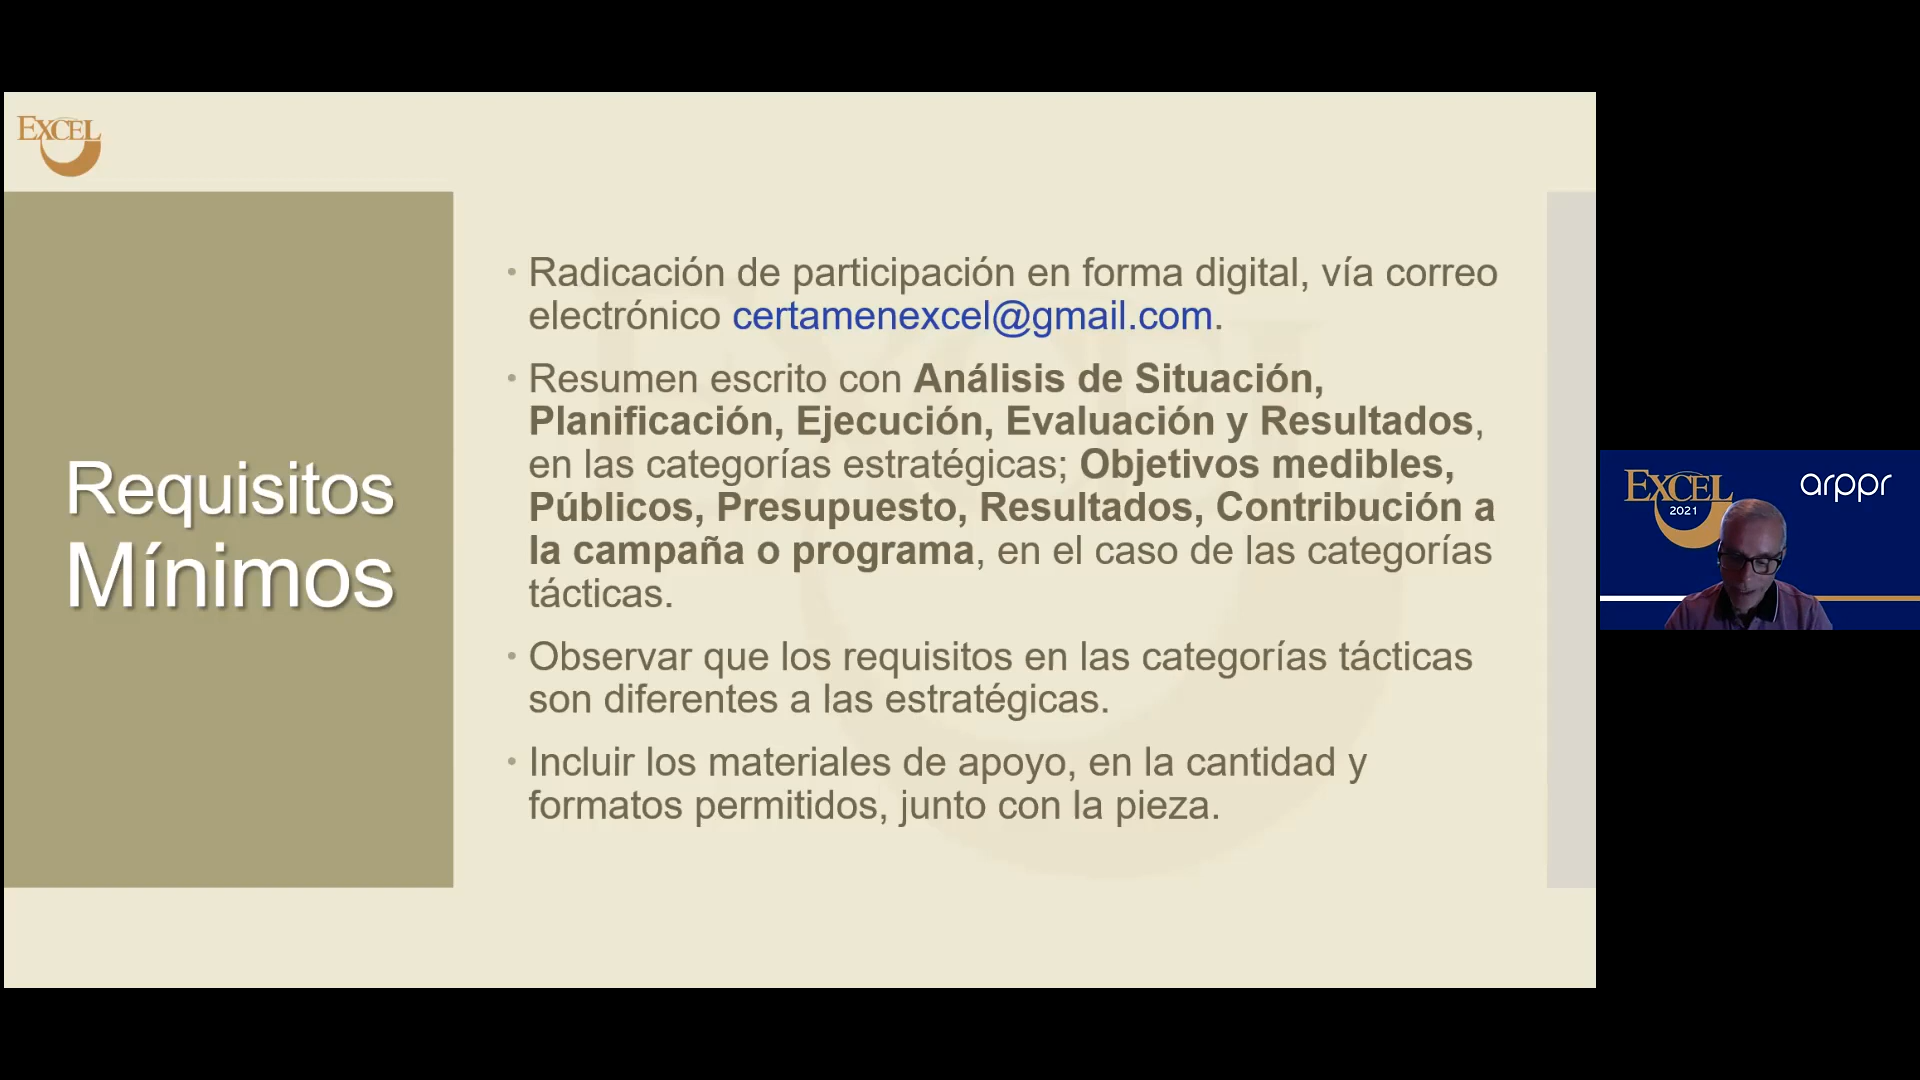 EXCEL
Requisitos
Mínimos
• Radicación de participación en forma digital, vía correo
electrónico certamenexcel@gmail.com.
• Resumen escrito con Análisis de Situación,
Planificación, Ejecución, Evaluación y Resultados,
en las categorías estratégicas; Objetivos medibles,
Públicos, Presupuesto, Resultados, Contribución a
la campaña o programa, en el caso de las categorías
tácticas.
• Observar que los requisitos en las categorías tácticas
son diferentes a las estratégicas.
• Incluir los materiales de apoyo, en la cantidad y
formatos permitidos, junto con la pieza.
EXCEL
2021
arppr